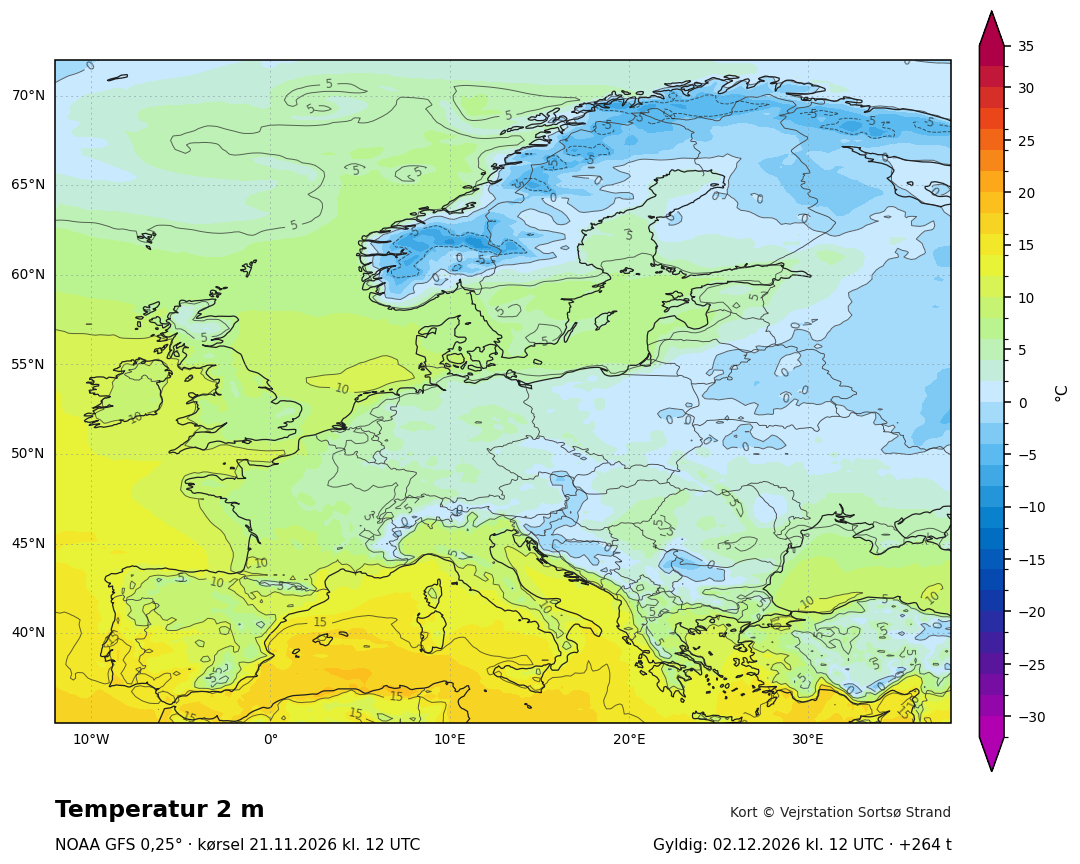 70°N
65°N
60°N
55°N
50°N
45°N
40°N
10°W
0°
10°E
20°E
30°E
35
30
25
20
15
10
5
0
−5
−10
−15
−20
−25
−30
°C
Temperatur 2 m
Kort © Vejrstation Sortsø Strand
NOAA GFS 0,25° · kørsel 21.11.2026 kl. 12 UTC
Gyldig: 02.12.2026 kl. 12 UTC · +264 t